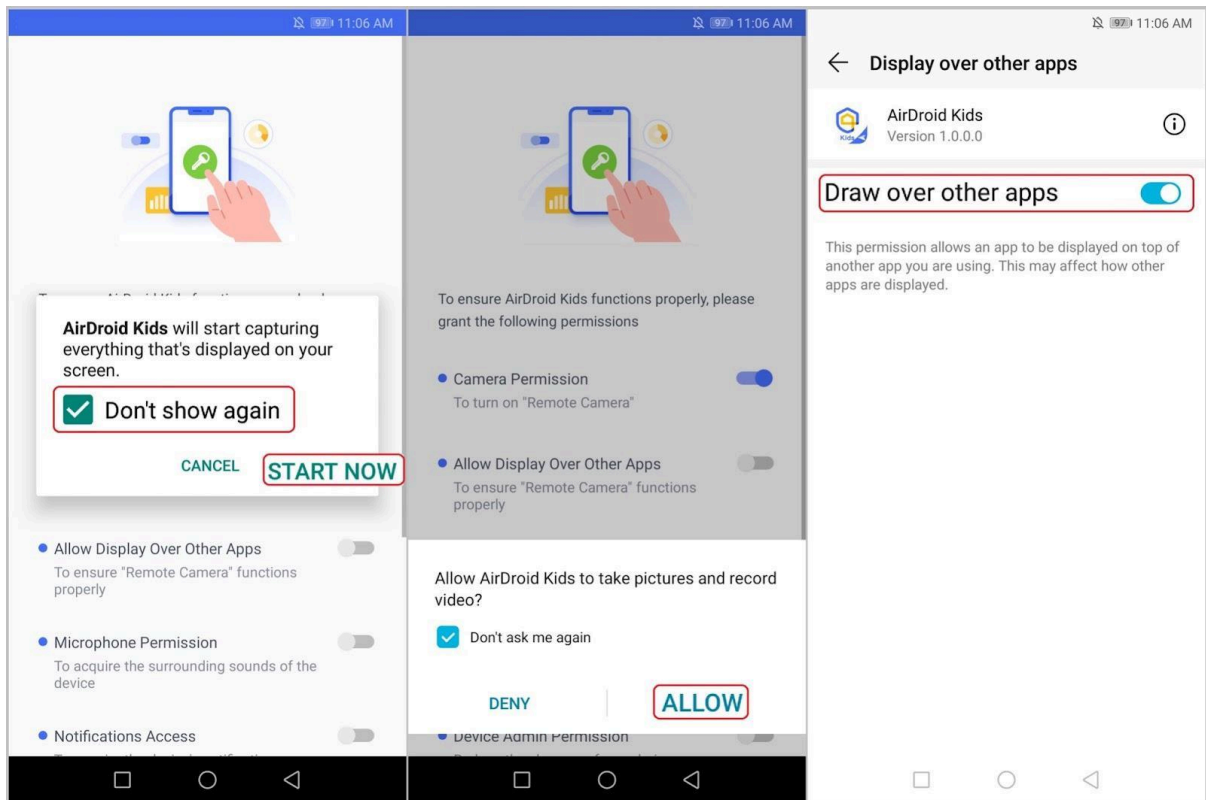 97 11:06 AM
AirDroid Kids will start capturing
everything that's displayed on your
screen.
Don't show again
CANCEL
START NOW
Allow Display Over Other Apps
To ensure "Remote Camera" functions
properly
Microphone Permission
To acquire the surrounding sounds of the
device
Notifications Access
97 11:06 AM
To ensure AirDroid Kids functions properly, please
grant the following permissions
Camera Permission
To turn on "Remote Camera"
Allow Display Over Other Apps
To ensure "Remote Camera" functions
properly
Allow AirDroid Kids to take pictures and record
video?
Don't ask me again
DENY
ALLOW
Device Admin Permission
97 11:06 AM
Display over other apps
AirDroid Kids
Kids
Version 1.0.0.0
Draw over other apps
This permission allows an app to be displayed on top of
another app you are using. This may affect how other
apps are displayed.